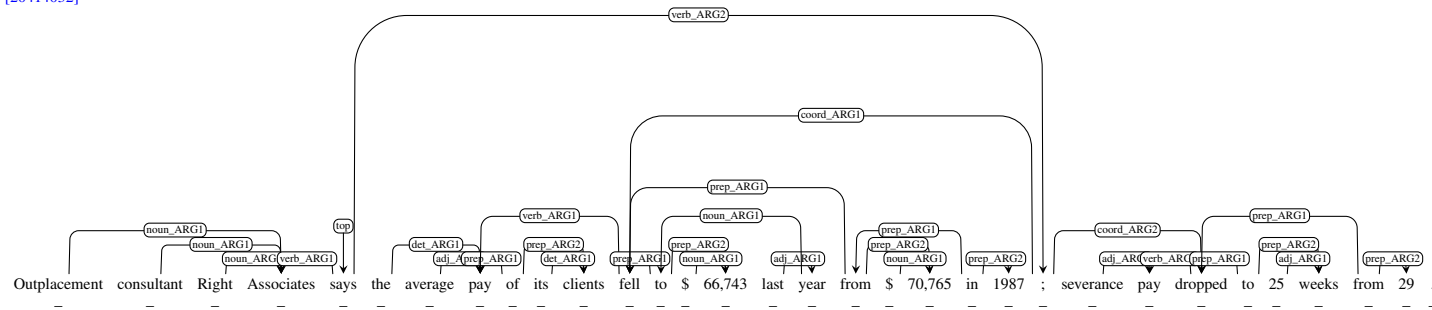 verb_ARG2
coord_ARG1
prep_ARG1
verb_ARG1 noun_ARG1 prep_ARG1
noun_ARG1 top prep_ARG1 coord_ARG2
noun_ARG1 det_ARG1 prep_ARG2 prep_ARG2 prep_ARG2 prep_ARG2
verb_ARG1 prep_ARG1 det_ARG1 prep_ARG1 noun_ARG1 adj_ARG1 noun_ARG1 prep_ARG2 prep_ARG1 adj_ARG1 prep_ARG2
Outplacement consultant Right Associates says the average pay of its clients fell to $ 66,743 last year from $ 70,765 in 1987 ; severance pay dropped to 25 weeks from 29
_ _ _ _ _ _ _ _ _ _ _ _ _ _ _ _ _ _ _ _ _ _ _ _ _ _ _ _ _ _ _ _